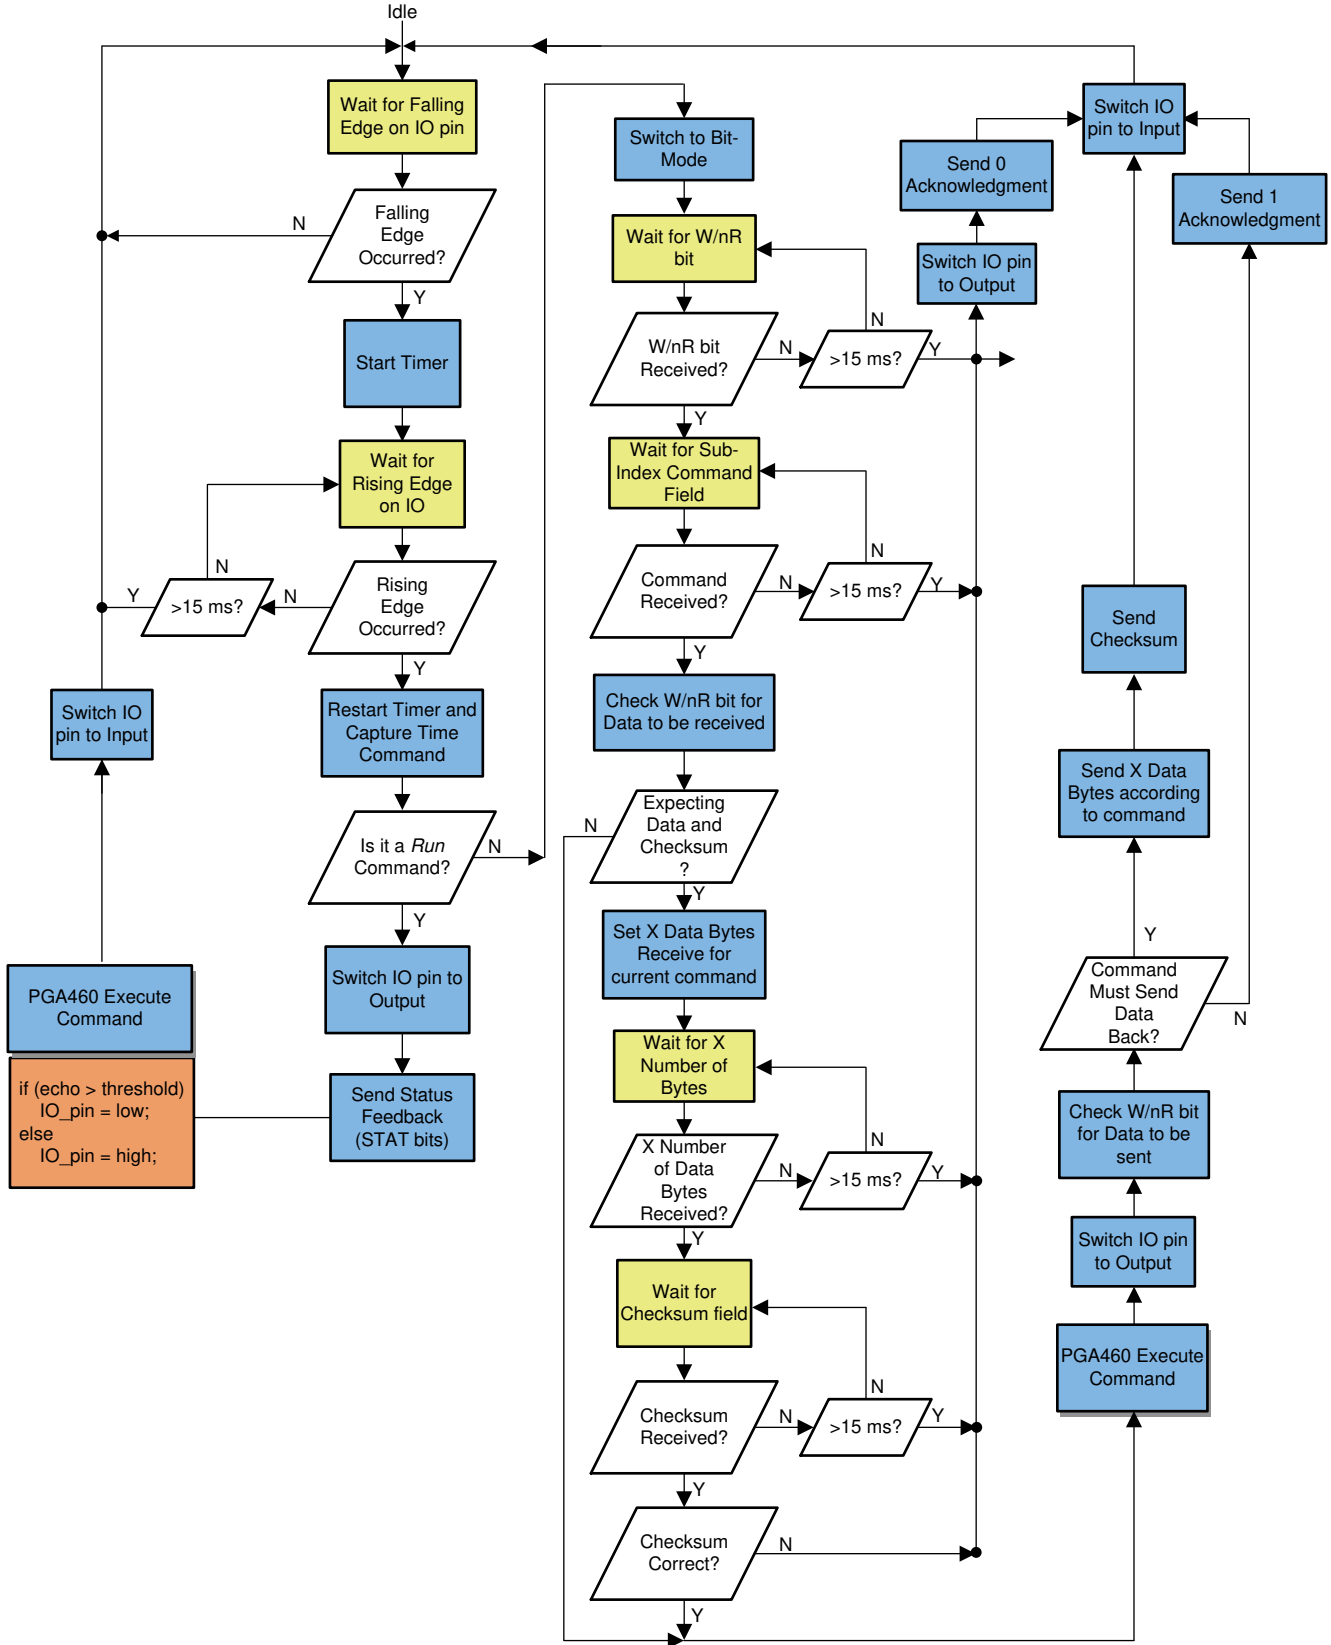 Idle
Wait for Falling
Edge on IO pin
Falling
Edge
Occurred?
N
Y
Start Timer
Wait for
Rising Edge
on IO
N
Y
>15 ms?
N
Rising
Edge
Occurred?
Y
Switch IO
pin to Input
Restart Timer and
Capture Time
Command
Is it a Run
Command?
N
Y
Switch IO pin to
Output
PGA460 Execute
Command
if (echo > threshold)
IO_pin = low;
else
IO_pin = high;
Send Status
Feedback
(STAT bits)
Switch to Bit-
Mode
Wait for W/nR
bit
W/nR bit
Received?
N
N
>15 ms?
Y
Y
Wait for Sub-
Index Command
Field
Command
Received?
N
N
>15 ms?
Y
Y
Check W/nR bit for
Data to be received
Expecting
Data and
Checksum
?
N
Y
Set X Data Bytes
Receive for
current command
Wait for X
Number of
Bytes
X Number
of Data
Bytes
Received?
N
N
>15 ms?
Y
Y
Wait for
Checksum field
Checksum
Received?
N
N
>15 ms?
Y
Y
Checksum
Correct?
N
Y
Send 0
Acknowledgment
Switch IO pin
to Output
Switch IO
pin to Input
Send 1
Acknowledgment
Send
Checksum
Send X Data
Bytes according
to command
Y
Command
Must Send
Data
Back?
N
Check W/nR bit
for Data to be
sent
Switch IO pin
to Output
PGA460 Execute
Command